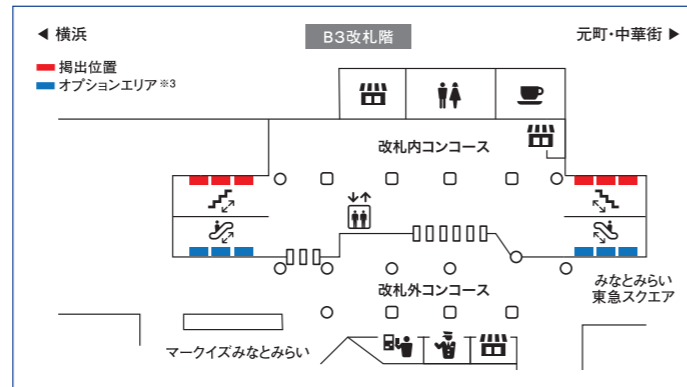 ◀ 横浜
B3改札階
元町・中華街 ▶
掲出位置
オプションエリア※3
改札内コンコース
改札外コンコース
みなとみらい
東急スクエア
マークイズみなとみらい